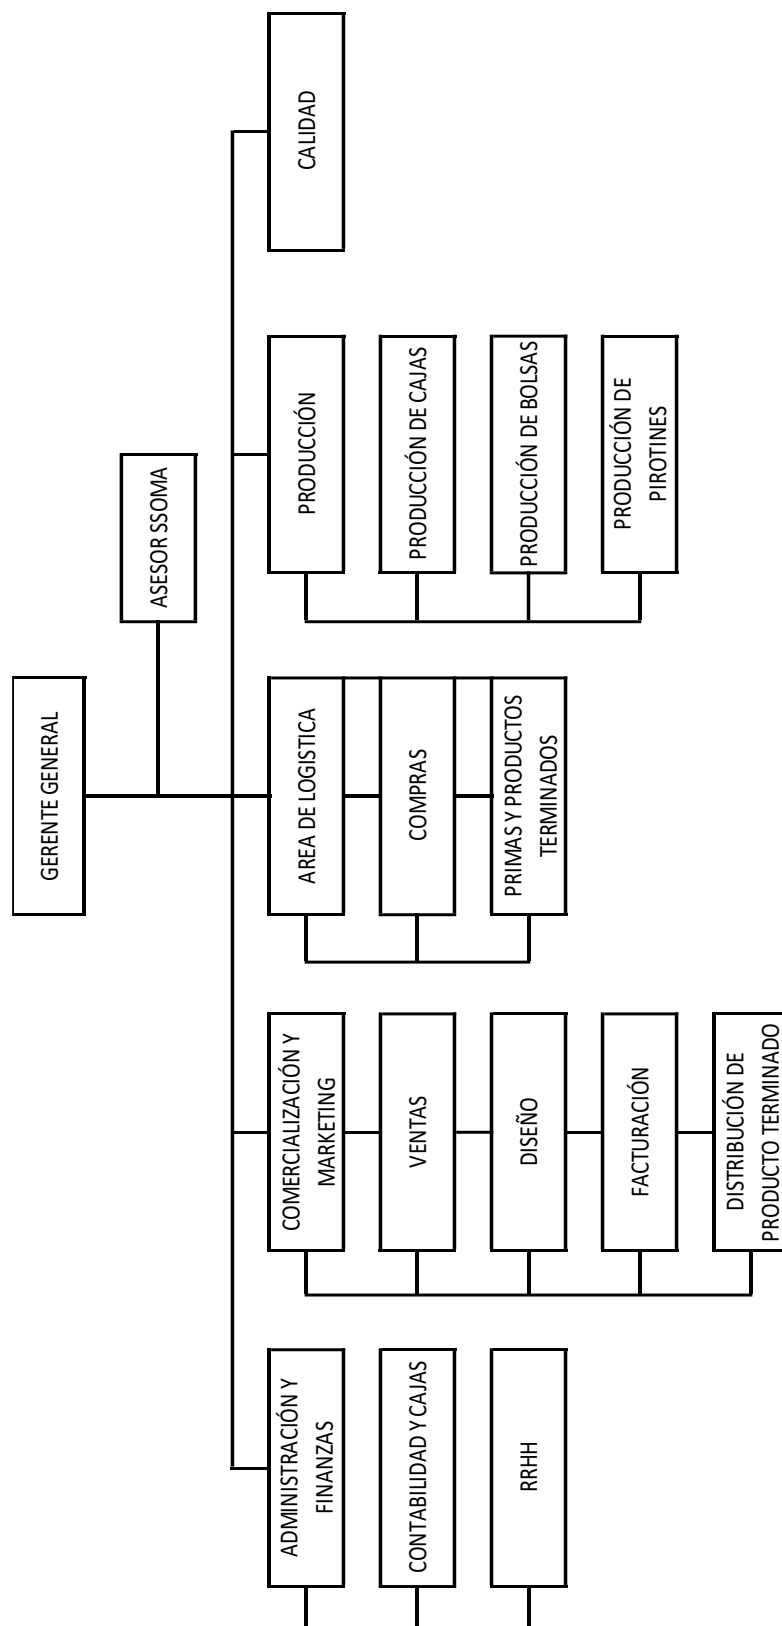 GERENTE GENERAL
ASESOR SSOMA
ADMINISTRACIÓN Y
FINANZAS
CONTABILIDAD Y CAJAS
RRHH
COMERCIALIZACIÓN Y
MARKETING
VENTAS
DISEÑO
FACTURACIÓN
DISTRIBUCIÓN DE
PRODUCTO TERMINADO
AREA DE LOGISTICA
COMPRAS
PRIMAS Y PRODUCTOS
TERMINADOS
PRODUCCIÓN
PRODUCCIÓN DE CAJAS
PRODUCCIÓN DE BOLSAS
PRODUCCIÓN DE
PIROTINES
CALIDAD